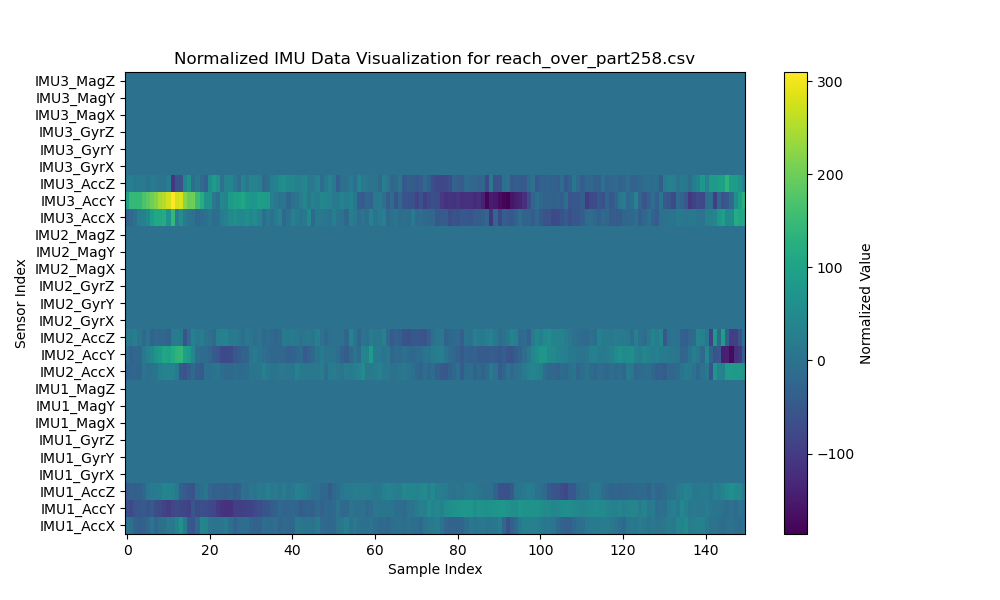 Normalized IMU Data Visualization for reach_over_part258.csv
IMU3_MagZ
IMU3_MagY
IMU3_MagX
IMU3_GyrZ
IMU3_GyrY
IMU3_GyrX
IMU3_AccZ
IMU3_AccY
IMU3_AccX
IMU2_MagZ
IMU2_MagY
IMU2_MagX
IMU2_GyrZ
IMU2_GyrY
IMU2_GyrX
IMU2_AccZ
IMU2_AccY
IMU2_AccX
IMU1_MagZ
IMU1_MagY
IMU1_MagX
IMU1_GyrZ
IMU1_GyrY
IMU1_GyrX
IMU1_AccZ
IMU1_AccY
IMU1_AccX
Sensor Index
0 20 40 60 80 100 120 140
Sample Index
300
200
100
0
−100
Normalized Value